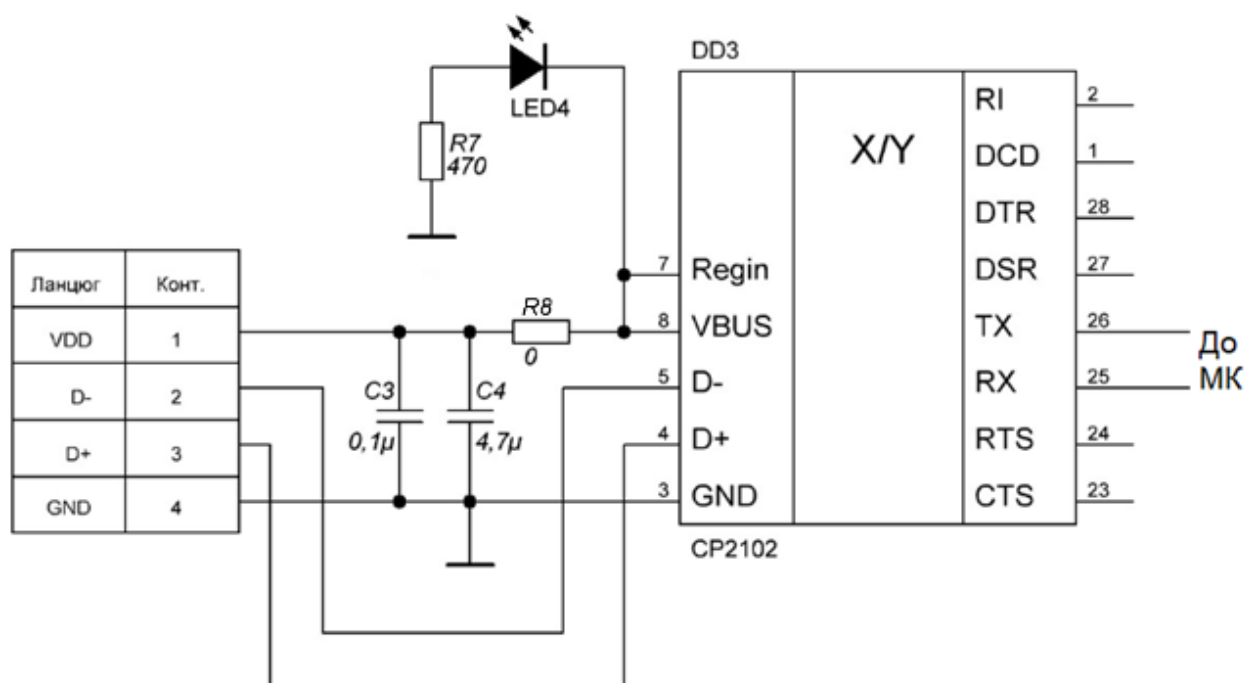 DD3
LED4
R7
470
Ланцюг Конт.
VDD 1
D- 2
D+ 3
GND 4
C3
0,1µ
C4
4,7µ
R8
0
X/Y
7 Regin
8 VBUS
5 D-
4 D+
3 GND
RI 2
DCD 1
DTR 28
DSR 27
TX 26
RX 25
RTS 24
CTS 23
До
МК
CP2102